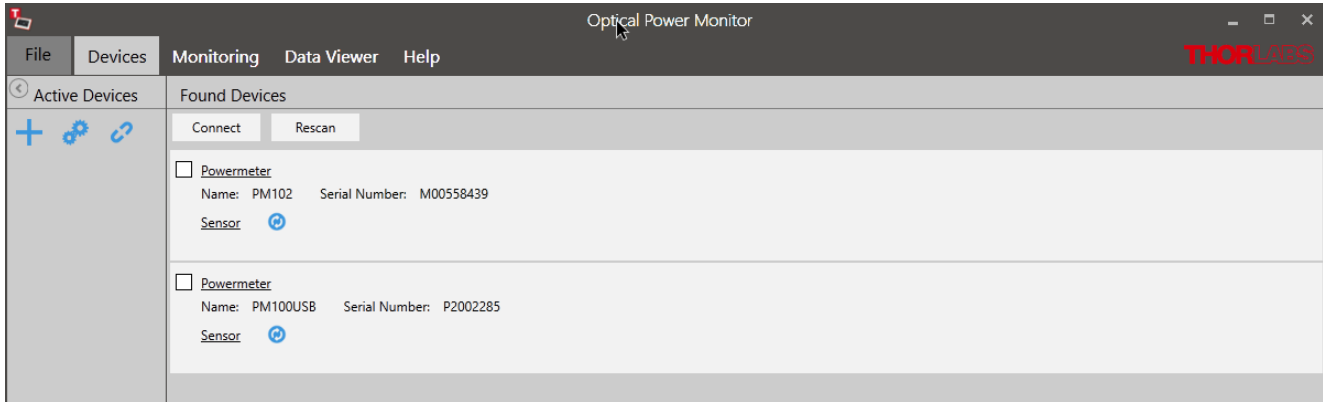 Optical Power Monitor
File Devices Monitoring Data Viewer Help THORLABS
Active Devices Found Devices
Connect Rescan
Powermeter
Name: PM102 Serial Number: M00558439
Sensor
Powermeter
Name: PM100USB Serial Number: P2002285
Sensor